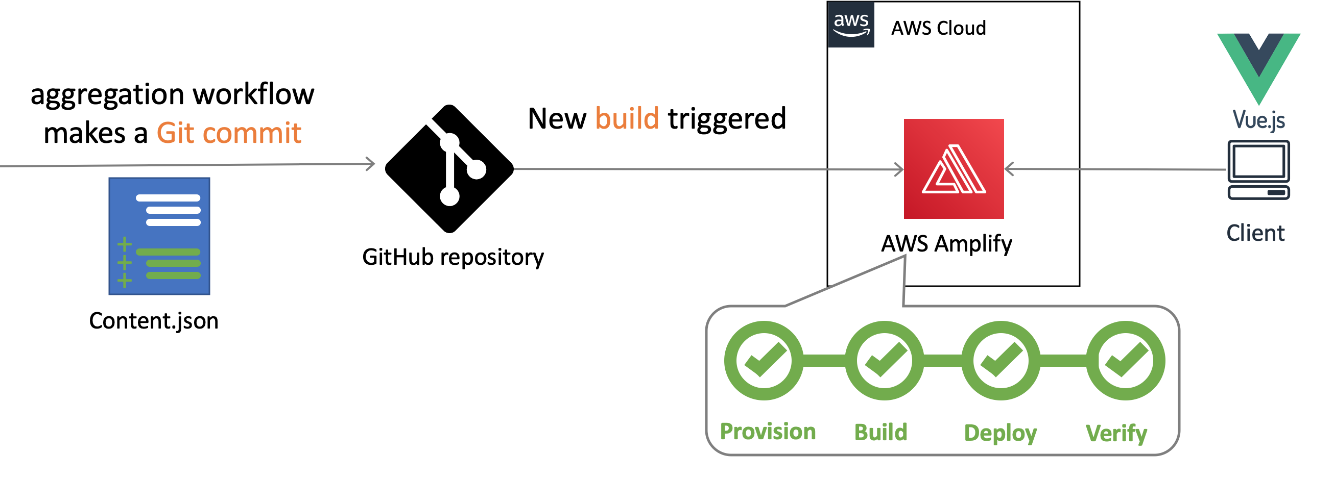 aggregation workflow
makes a Git commit
Content.json
GitHub repository
New build triggered
aws
AWS Cloud
AWS Amplify
Vue.js
Client
Provision
Build
Deploy
Verify